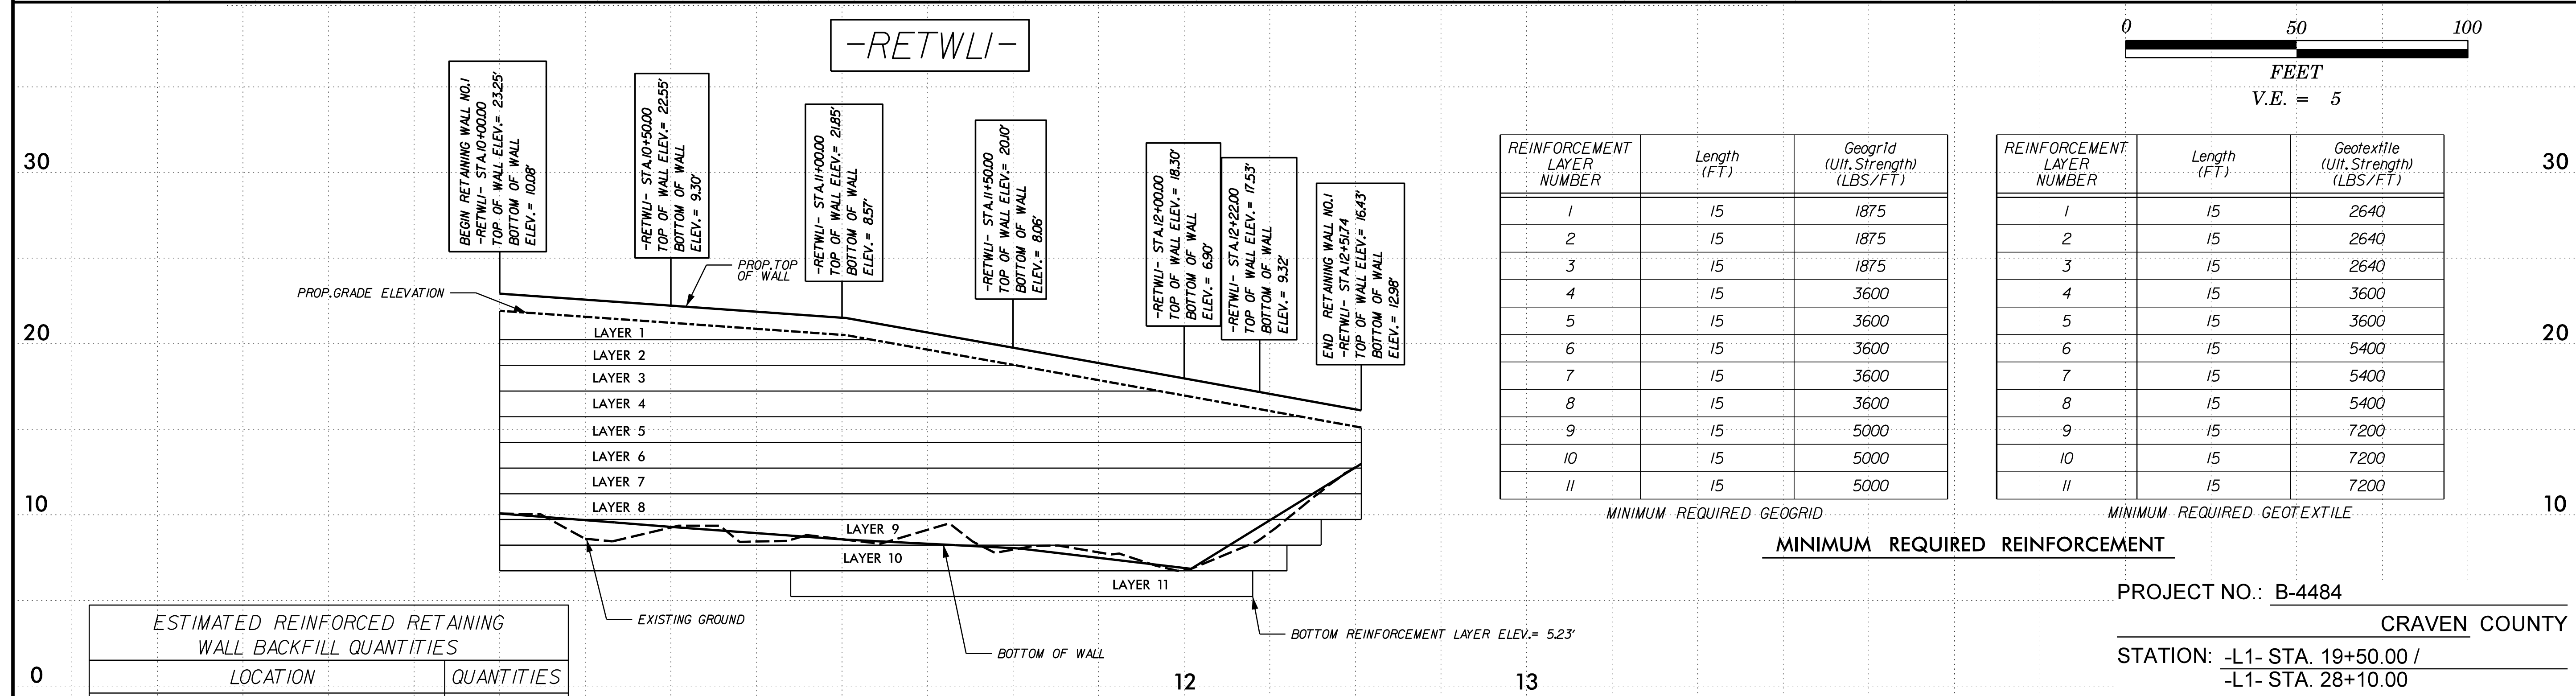 -RETWL1-
0 50 100
FEET
V.E. = 5
BEGIN RETAINING WALL NO.1
-RETWL1- STA.10+00.00
TOP OF WALL ELEV.= 23.25'
BOTTOM OF WALL
ELEV.= 10.08'
-RETWL1- STA.10+50.00
TOP OF WALL ELEV.= 22.55'
BOTTOM OF WALL
ELEV.= 9.30'
-RETWL1- STA.11+00.00
TOP OF WALL ELEV.= 21.85'
BOTTOM OF WALL
ELEV.= 8.57'
-RETWL1- STA.11+50.00
TOP OF WALL ELEV.= 20.10'
BOTTOM OF WALL
ELEV.= 8.06'
-RETWL1- STA.12+00.00
TOP OF WALL ELEV.= 18.30'
BOTTOM OF WALL
ELEV.= 6.90'
-RETWL1- STA.12+22.00
TOP OF WALL ELEV.= 17.53'
BOTTOM OF WALL
ELEV.= 9.32'
END RETAINING WALL NO.1
-RETWL1- STA.12+51.74
TOP OF WALL ELEV.= 16.43'
BOTTOM OF WALL
ELEV.= 12.98'
30
20
10
0
PROP.GRADE ELEVATION
PROP.TOP
OF WALL
LAYER 1
LAYER 2
LAYER 3
LAYER 4
LAYER 5
LAYER 6
LAYER 7
LAYER 8
LAYER 9
LAYER 10
LAYER 11
EXISTING GROUND
BOTTOM OF WALL
BOTTOM REINFORCEMENT LAYER ELEV.= 5.23'
12
13
ESTIMATED REINFORCED RETAINING
WALL BACKFILL QUANTITIES
LOCATION QUANTITIES
REINFORCEMENT
LAYER
NUMBER
Length
(FT)
Geogrid
(Ult.Strength)
(LBS/FT)
1 15 1875
2 15 1875
3 15 1875
4 15 3600
5 15 3600
6 15 3600
7 15 3600
8 15 3600
9 15 5000
10 15 5000
11 15 5000
MINIMUM REQUIRED GEOGRID
REINFORCEMENT
LAYER
NUMBER
Length
(FT)
Geotextile
(Ult.Strength)
(LBS/FT)
1 15 2640
2 15 2640
3 15 2640
4 15 3600
5 15 3600
6 15 5400
7 15 5400
8 15 5400
9 15 7200
10 15 7200
11 15 7200
MINIMUM REQUIRED GEOTEXTILE
MINIMUM REQUIRED REINFORCEMENT
30
20
10
PROJECT NO.: B-4484
CRAVEN COUNTY
STATION: -L1- STA. 19+50.00 /
-L1- STA. 28+10.00